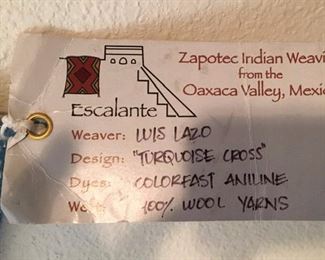 Zapotec Indian Weavi
from the
Oaxaca Valley, Mexic
Escalante
Weaver: LUIS LAZO
Design: "TURQUOISE CROSS"
Dyes: COLORFAST ANILINE
We 100% WOOL YARNS